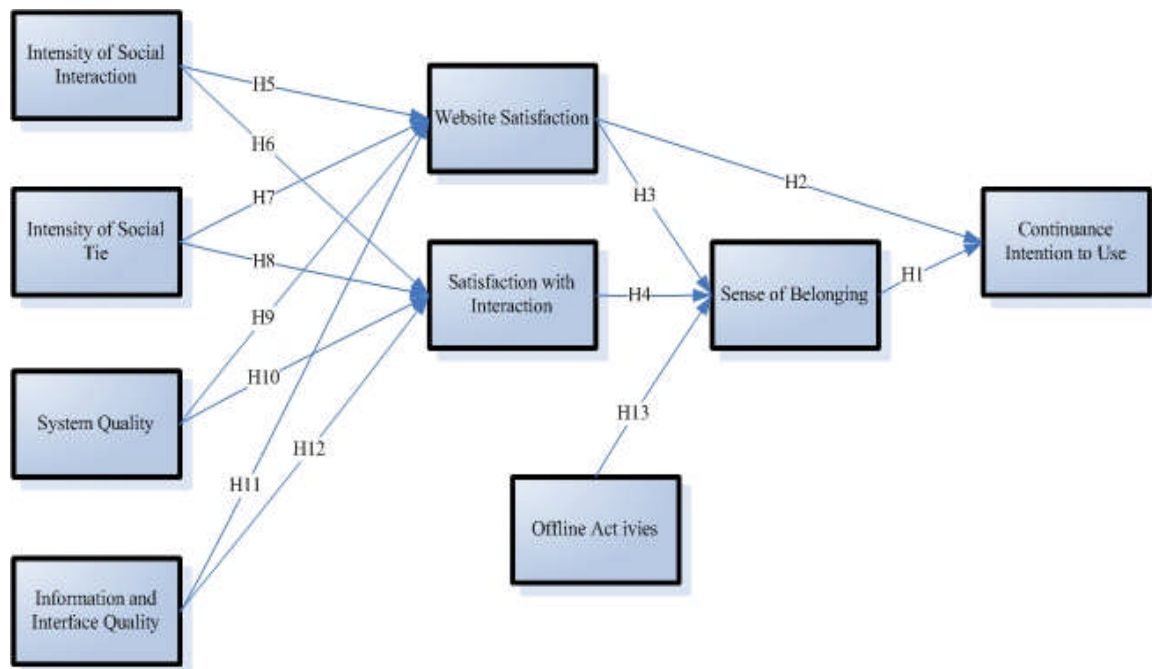 Intensity of Social
Interaction
H5
H6
Website Satisfaction
H2
H3
Intensity of Social
Tie
H7
H8
Satisfaction with
Interaction
H4
Sense of Belonging
H1
Continuance
Intention to Use
System Quality
H9
H10
H13
Offline Act ivies
H11
H12
Information and
Interface Quality